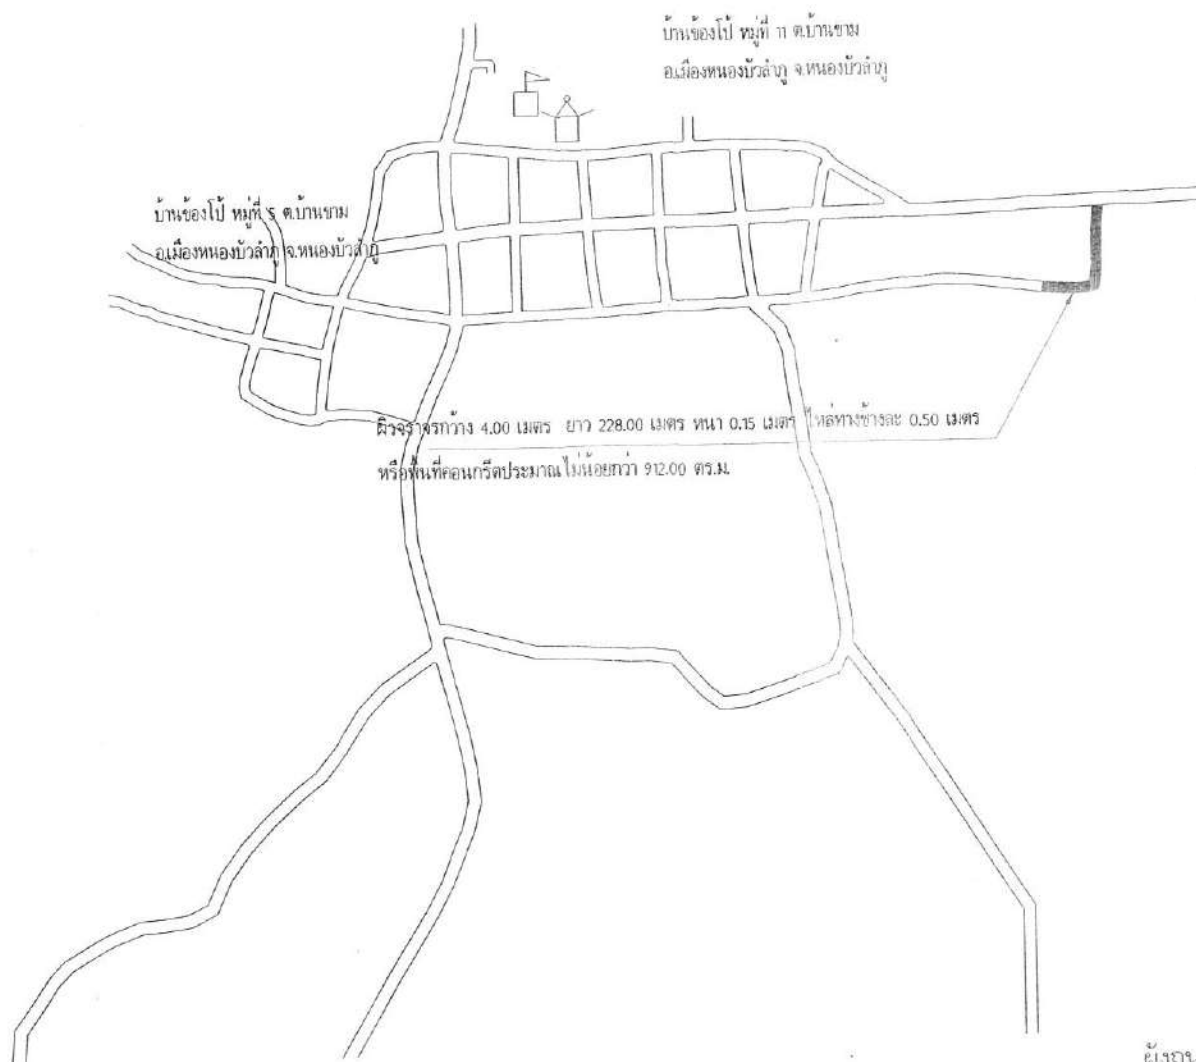 บ้านข้องโป้ หมู่ที่ 11 ต.บ้านขาม
อ.เมืองหนองบัวลำภู จ.หนองบัวลำภู
บ้านข้องโป้ หมู่ที่ 5 ต.บ้านขาม
อ.เมืองหนองบัวลำภู จ.หนองบัวลำภู
ผิวจราจรกว้าง 4.00 เมตร ยาว 228.00 เมตร หนา 0.15 เมตร ไหล่ทางข้างละ 0.50 เมตร
หรือพื้นที่คอนกรีตประมาณไม่น้อยกว่า 912.00 ตร.ม.